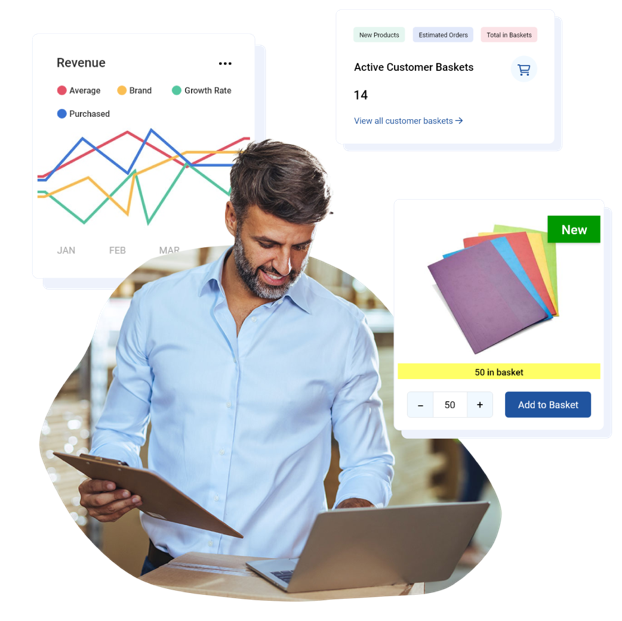 Revenue
Average
Brand
Growth Rate
Purchased
JAN
FEB
MAR
New Products
Estimated Orders
Total in Baskets
Active Customer Baskets
14
View all customer baskets →
New
50 in basket
– 50 +
Add to Basket